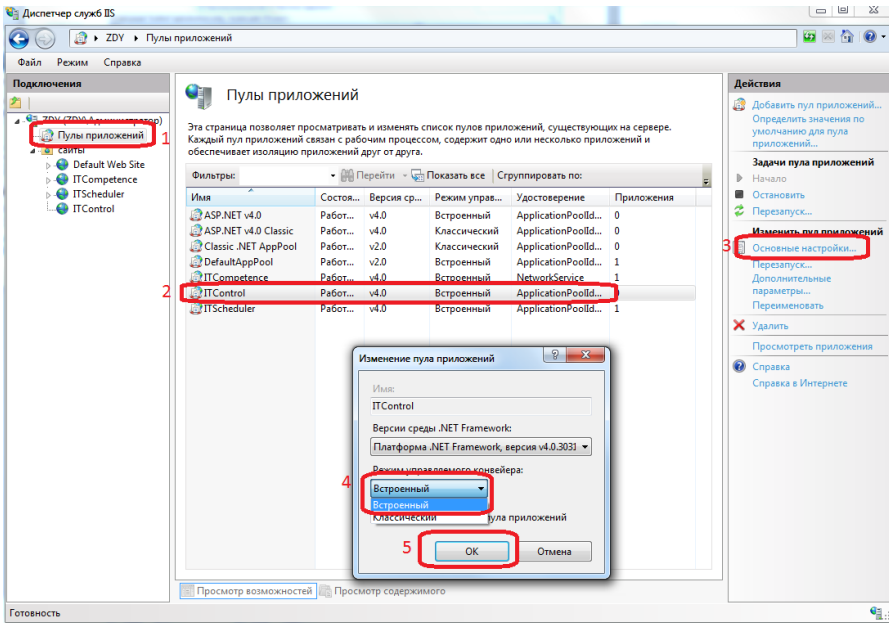 Диспетчер служб IIS
ZDY
Пулы приложений
Файл Режим Справка
Подключения
ZDY (ZDY\Администратор)
Пулы приложений
1
сайты
Default Web Site
ITCompetence
ITScheduler
ITControl
Пулы приложений
Эта страница позволяет просматривать и изменять список пулов приложений, существующих на сервере.
Каждый пул приложений связан с рабочим процессом, содержит одно или несколько приложений и
обеспечивает изоляцию приложений друг от друга.
Фильтры: Перейти Показать все Сгруппировать по:
Имя Состоя... Версия ср... Режим управ... Удостоверение Приложения
ASP.NET v4.0 Работ... v4.0 Встроенный ApplicationPoolId... 0
ASP.NET v4.0 Classic Работ... v4.0 Классический ApplicationPoolId... 0
Classic .NET AppPool Работ... v2.0 Классический ApplicationPoolId... 0
DefaultAppPool Работ... v2.0 Встроенный ApplicationPoolId... 1
ITCompetence Работ... v4.0 Встроенный NetworkService 1
2 ITControl Работ... v4.0 Встроенный ApplicationPoolId...
ITScheduler Работ... v4.0 Встроенный ApplicationPoolId... 1
Изменение пула приложений
Имя:
ITControl
Версии среды .NET Framework:
Платформа .NET Framework, версия v4.0.3031
Режим управляемого конвейера:
4
Встроенный
Встроенный
Классический
пула приложений
5
OK Отмена
Просмотр возможностей Просмотр содержимого
Действия
Добавить пул приложений...
Определить значения по
умолчанию для пула
приложений...
Задачи пула приложений
Начало
Остановить
Перезапуск...
Изменить пул приложений
3 Основные настройки...
Перезапуск...
Дополнительные
параметры...
Переименовать
Удалить
Просмотреть приложения
Справка
Справка в Интернете
Готовность